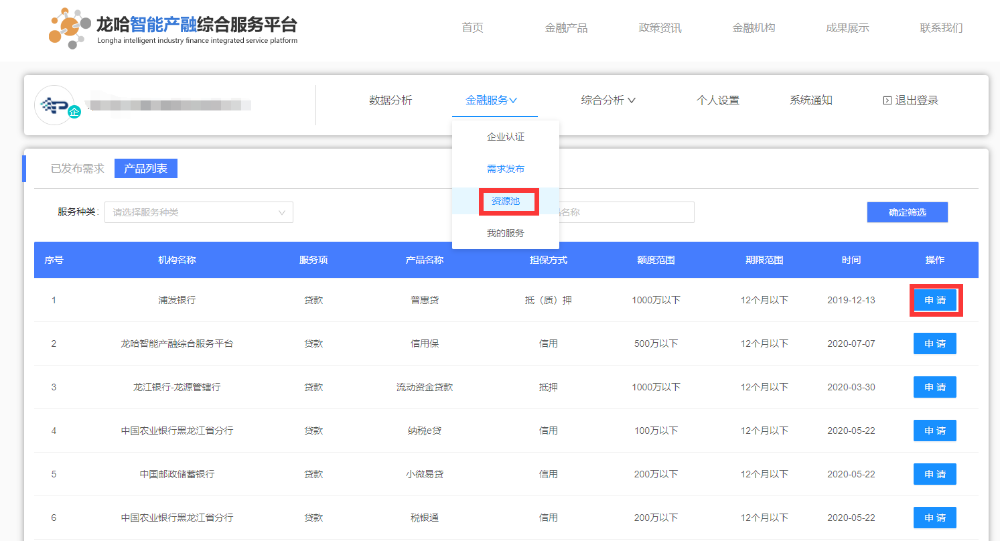 龙哈智能产融综合服务平台
Longha intelligent industry finance integrated service platform
首页 金融产品 政策资讯 金融机构 成果展示 联系我们
企
数据分析 金融服务 综合分析 个人设置 系统通知 退出登录
企业认证
需求发布
资源池
我的服务
已发布需求 产品列表
服务种类: 请选择服务种类 名称 确定筛选
序号 机构名称 服务项 产品名称 担保方式 额度范围 期限范围 时间 操作
1 浦发银行 贷款 普惠贷 抵（质）押 1000万以下 12个月以下 2019-12-13 申 请
2 龙哈智能产融综合服务平台 贷款 信用保 信用 500万以下 12个月以下 2020-07-07 申 请
3 龙江银行-龙源管辖行 贷款 流动资金贷款 抵押 1000万以下 12个月以下 2020-03-30 申 请
4 中国农业银行黑龙江省分行 贷款 纳税e贷 信用 100万以下 12个月以下 2020-05-22 申 请
5 中国邮政储蓄银行 贷款 小微易贷 信用 200万以下 12个月以下 2020-05-22 申 请
6 中国农业银行黑龙江省分行 贷款 税银通 信用 200万以下 12个月以下 2020-05-22 申 请